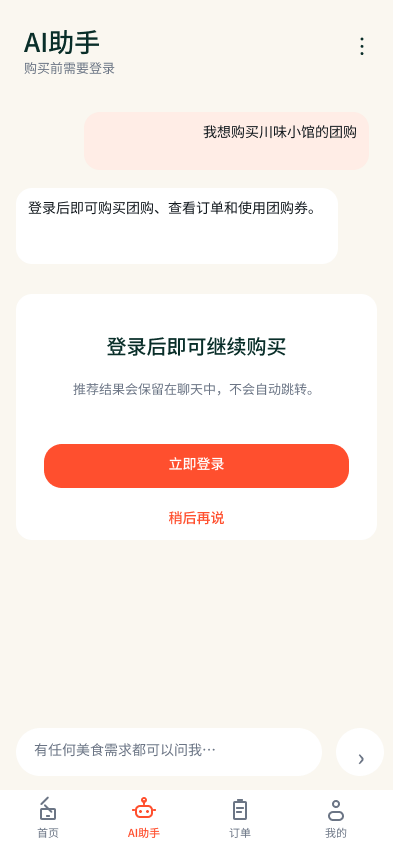 AI助手
购买前需要登录
我想购买川味小馆的团购
登录后即可购买团购、查看订单和使用团购券。
登录后即可继续购买
推荐结果会保留在聊天中，不会自动跳转。
立即登录
稍后再说
有任何美食需求都可以问我…
首页
AI助手
订单
我的